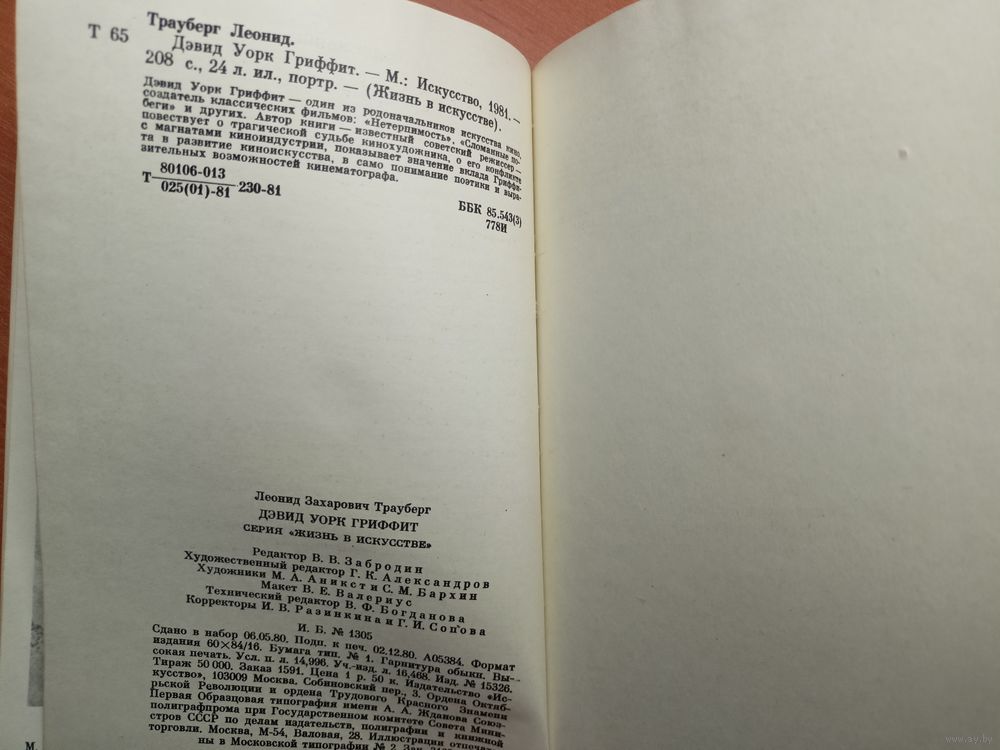 Трауберг Леонид.
Т 65
Дэвид Уорк Гриффит. — М.: Искусство, 1981. —
208 с., 24 л. ил., портр. — (Жизнь в искусстве).
Дэвид Уорк Гриффит — один из родоначальников искусства кино,
создатель классических фильмов: «Нетерпимость», «Сломанные по-
беги» и других. Автор книги — известный советский режиссер —
повествует о трагической судьбе кинохудожника, о его конфликте
с магнатами киноиндустрии, показывает значение вклада Гриффи-
та в развитие киноискусства, в само понимание поэтики и выра-
зительных возможностей кинематографа.
80106-013
Т 230-81
025(01)-81
ББК 85.543(3)
778И
Леонид Захарович Трауберг
ДЭВИД УОРК ГРИФФИТ
СЕРИЯ «ЖИЗНЬ В ИСКУССТВЕ»
Редактор В. В. Забродин
Художественный редактор Г. К. Александров
Художники М. А. Аникст и С. М. Бархин
Макет В. Е. Валериус
Технический редактор В. Ф. Богданова
Корректоры И. В. Разинкина и Г. И. Сопова
И. Б. № 1305
Сдано в набор 06.05.80. Подп. к печ. 02.12.80. А05384. Формат
издания 60×84/16. Бумага тип. № 1. Гарнитура обыкн. Вы-
сокая печать. Усл. п. л. 14,996. Уч.-изд. л. 16,468. Изд. № 15326.
Тираж 50 000. Заказ 1591. Цена 1 р. 50 к. Издательство «Ис-
кусство», 103009 Москва. Собиновский пер., 3. Ордена Октяб-
рьской Революции и ордена Трудового Красного Знамени
Первая Образцовая типография имени А. А. Жданова Союз-
полиграфпрома при Государственном комитете Совета Мини-
стров СССР по делам издательств, полиграфии и книжной
торговли. Москва, М-54, Валовая, 28. Иллюстрации отпечата-
ны в Московской типографии № 2
М.
www.ay.by